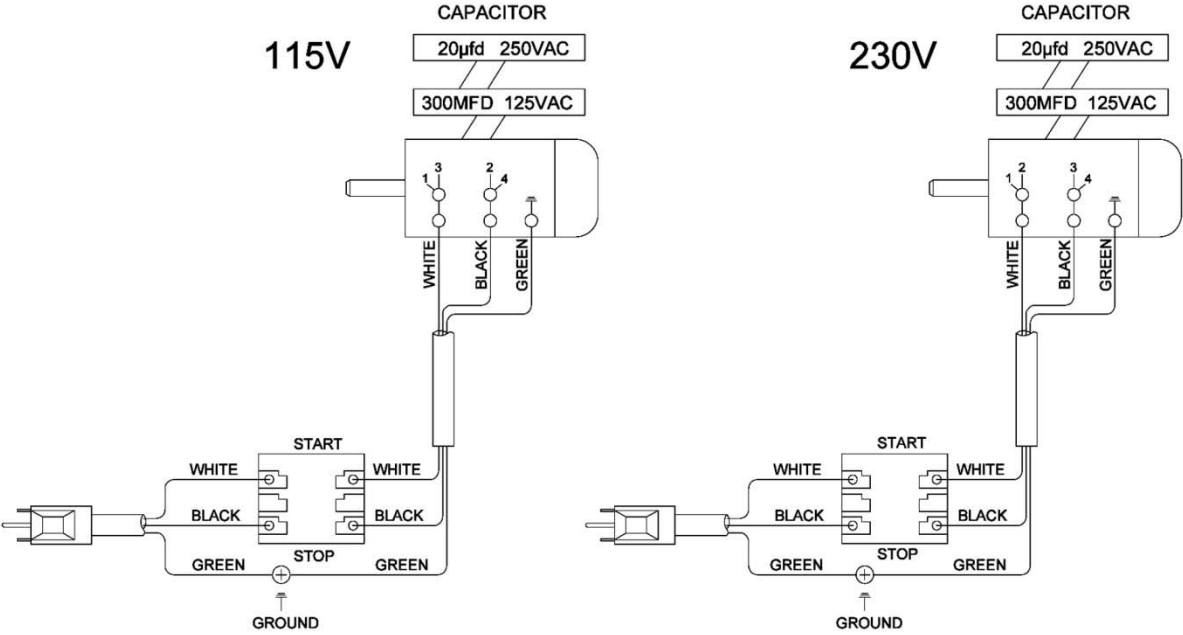 CAPACITOR
115V
20µfd 250VAC
300MFD 125VAC
3 2
1 4
WHITE
BLACK
GREEN
START
WHITE WHITE
BLACK BLACK
STOP
GREEN GREEN
GROUND
CAPACITOR
230V
20µfd 250VAC
300MFD 125VAC
2 3
1 4
WHITE
BLACK
GREEN
START
WHITE WHITE
BLACK BLACK
STOP
GREEN GREEN
GROUND